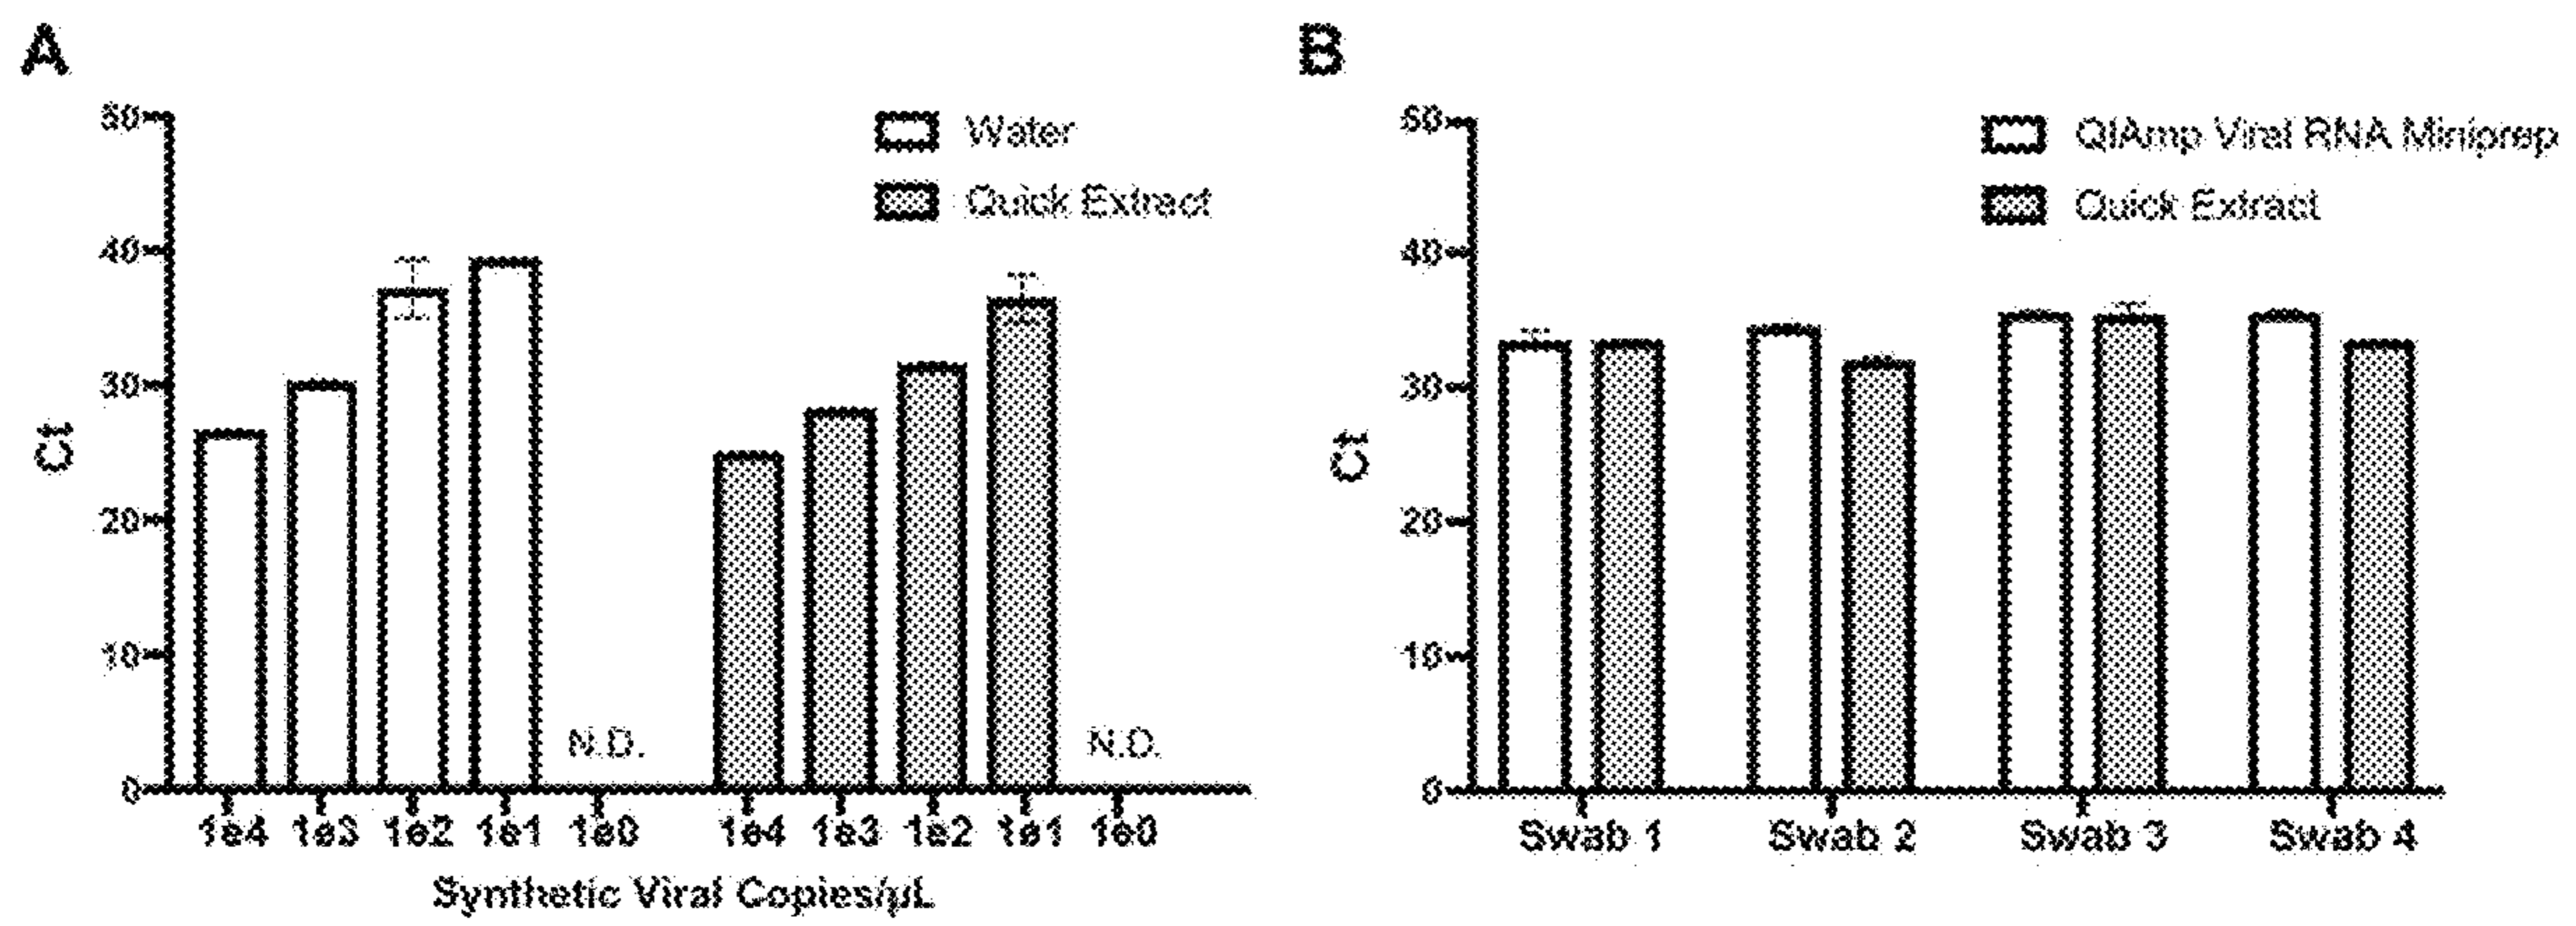 A
50
40
30
20
10
0
Ct
Water
Quick Extract
N.D.
N.D.
1e4 1e3 1e2 1e1 1e0 1e4 1e3 1e2 1e1 1e0
Synthetic Viral Copies/µL
B
50
40
30
20
10
0
Ct
QIAmp Viral RNA Miniprep
Quick Extract
Swab 1 Swab 2 Swab 3 Swab 4